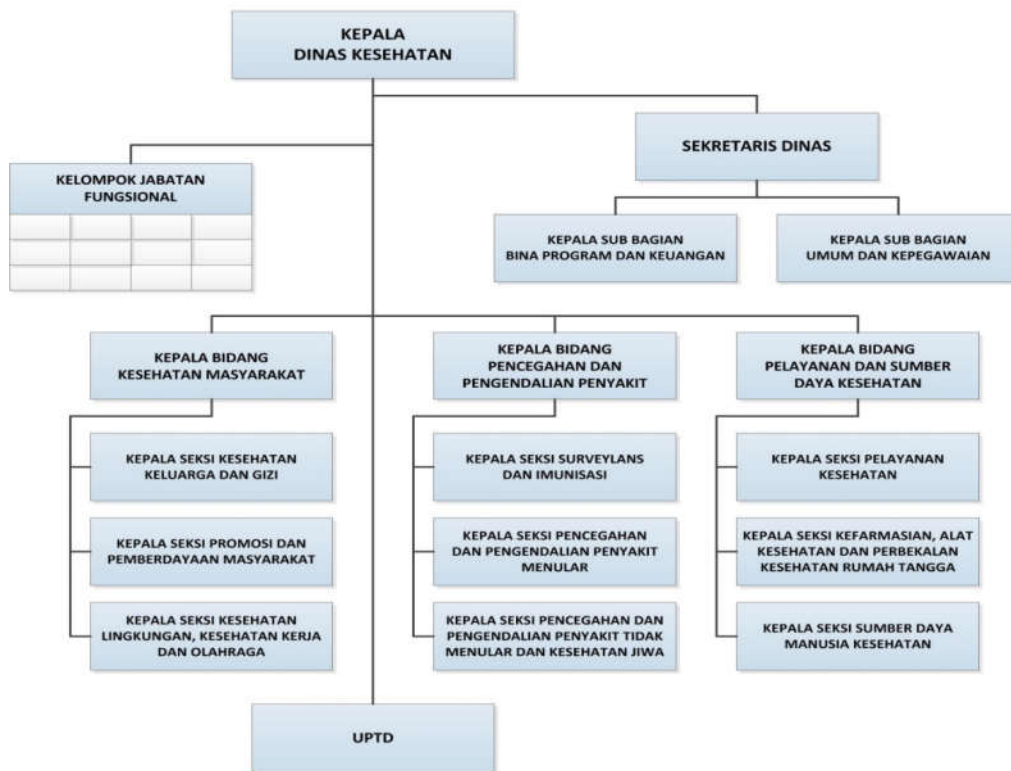 KEPALA
DINAS KESEHATAN
SEKRETARIS DINAS
KELOMPOK JABATAN
FUNGSIONAL
KEPALA SUB BAGIAN
BINA PROGRAM DAN KEUANGAN
KEPALA SUB BAGIAN
UMUM DAN KEPEGAWAIAN
KEPALA BIDANG
KESEHATAN MASYARAKAT
KEPALA BIDANG
PENCEGAHAN DAN
PENGENDALIAN PENYAKIT
KEPALA BIDANG
PELAYANAN DAN SUMBER
DAYA KESEHATAN
KEPALA SEKSI KESEHATAN
KELUARGA DAN GIZI
KEPALA SEKSI SURVEYLANS
DAN IMUNISASI
KEPALA SEKSI PELAYANAN
KESEHATAN
KEPALA SEKSI PROMOSI DAN
PEMBERDAYAAN MASYARAKAT
KEPALA SEKSI PENCEGAHAN
DAN PENGENDALIAN PENYAKIT
MENULAR
KEPALA SEKSI KEFARMASIAN, ALAT
KESEHATAN DAN PERBEKALAN
KESEHATAN RUMAH TANGGA
KEPALA SEKSI KESEHATAN
LINGKUNGAN, KESEHATAN KERJA
DAN OLAHRAGA
KEPALA SEKSI PENCEGAHAN DAN
PENGENDALIAN PENYAKIT TIDAK
MENULAR DAN KESEHATAN JIWA
KEPALA SEKSI SUMBER DAYA
MANUSIA KESEHATAN
UPTD